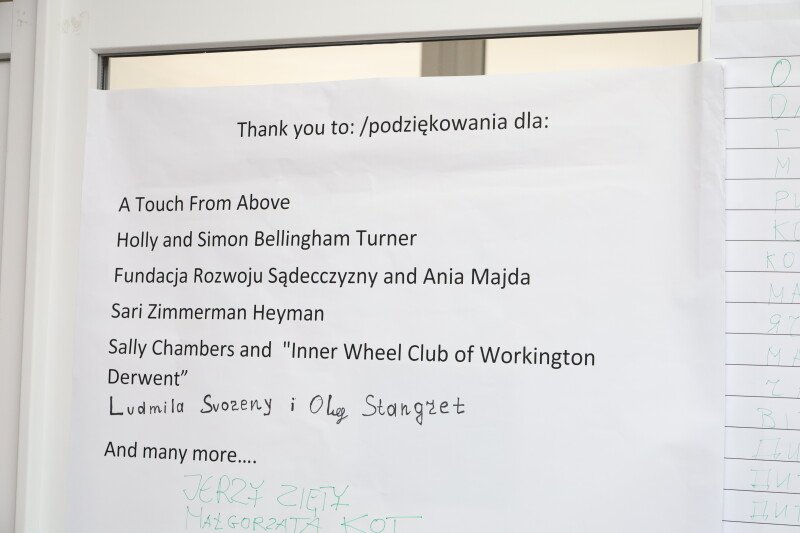 Thank you to: /podziękowania dla:
A Touch From Above
Holly and Simon Bellingham Turner
Fundacja Rozwoju Sądecczyzny and Ania Majda
Sari Zimmerman Heyman
Sally Chambers and "Inner Wheel Club of Workington
Derwent”
Ludmila Svozeny i Oleg Stangret
And many more....
JERZY ZIĘTY
MAŁGORZATA KOT